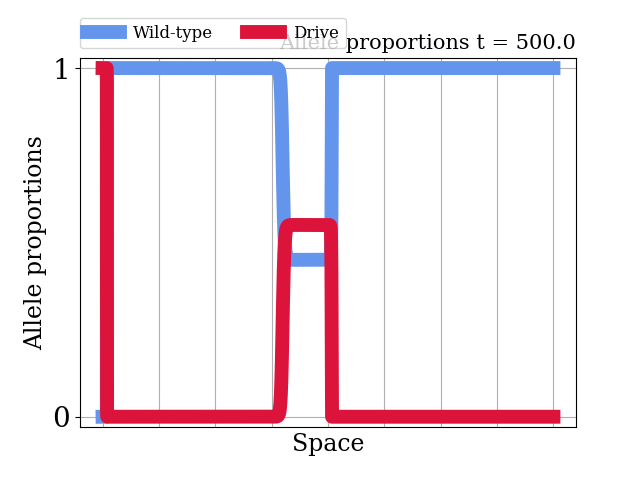 Wild-type Drive
Allele proportions t = 500.0
1
Allele proportions
0
Space